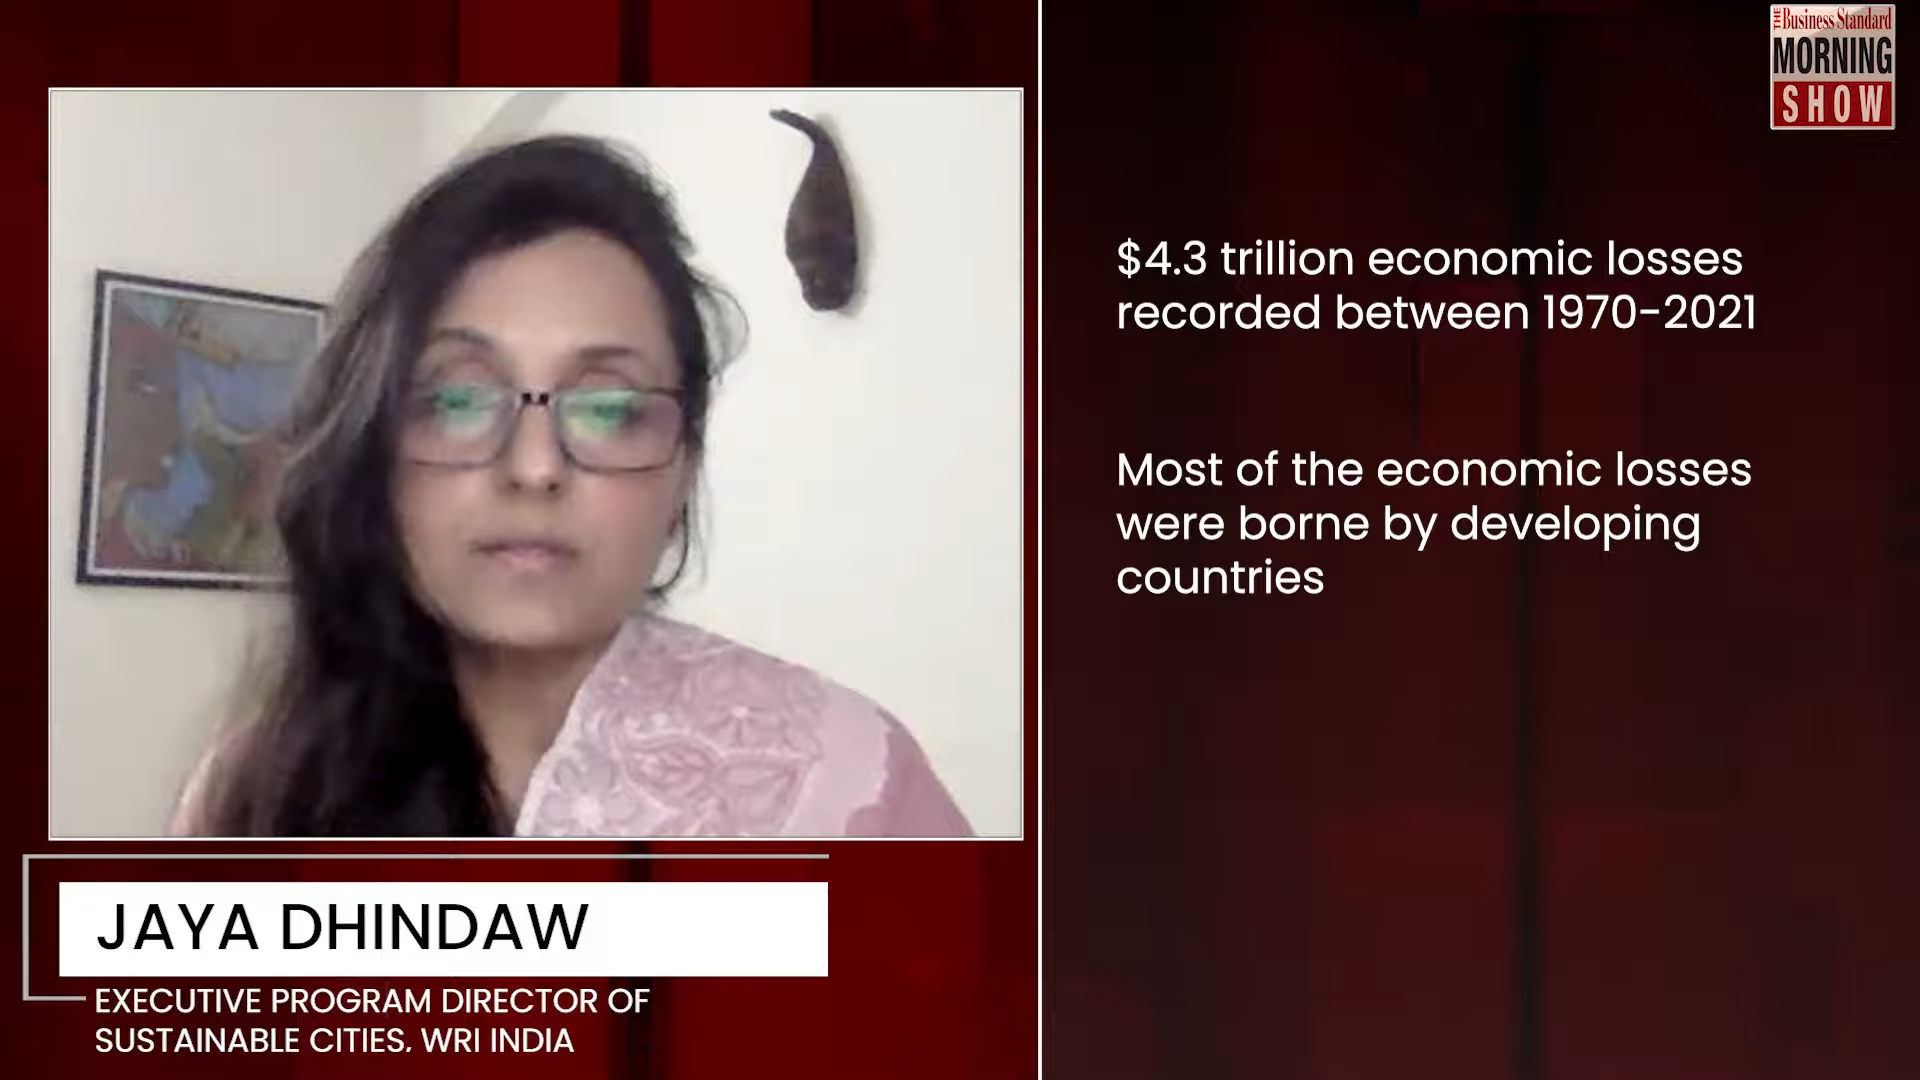 THE Business Standard
MORNING
SHOW
$4.3 trillion economic losses
recorded between 1970-2021
Most of the economic losses
were borne by developing
countries
JAYA DHINDAW
EXECUTIVE PROGRAM DIRECTOR OF
SUSTAINABLE CITIES, WRI INDIA